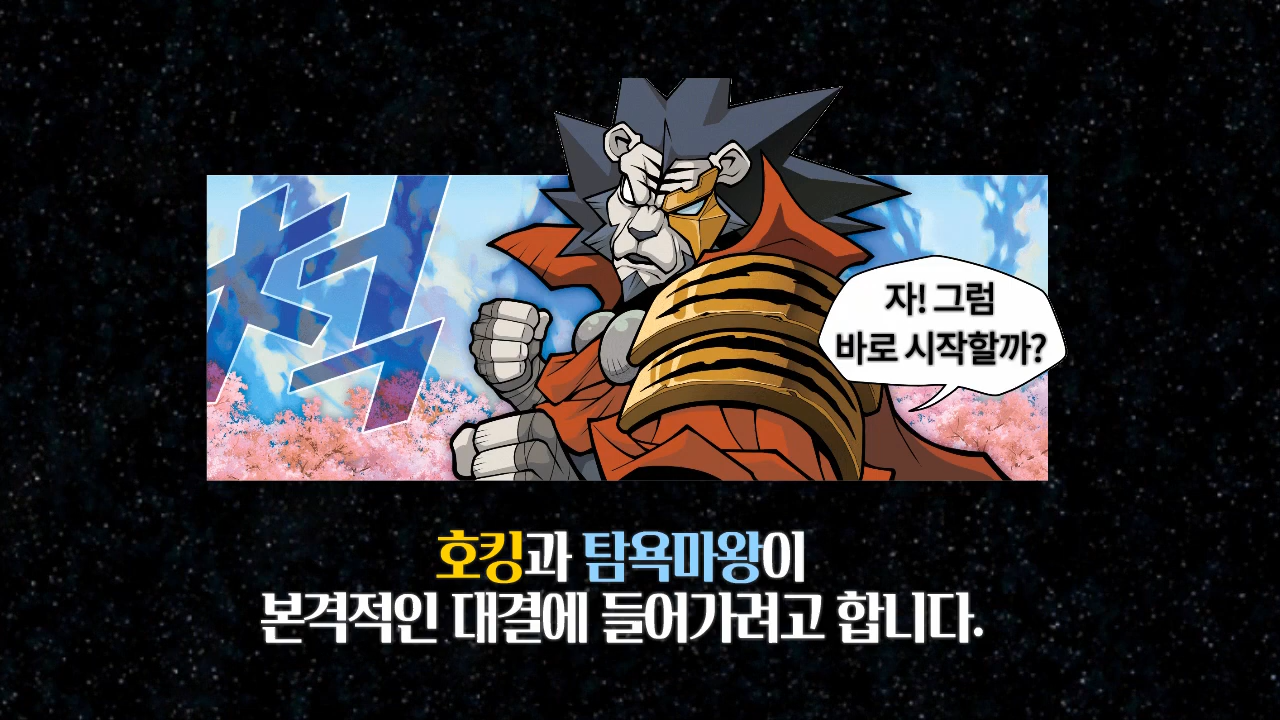 척
자! 그럼
바로 시작할까?
호킹과 탐욕마왕이
본격적인 대결에 들어가려고 합니다.